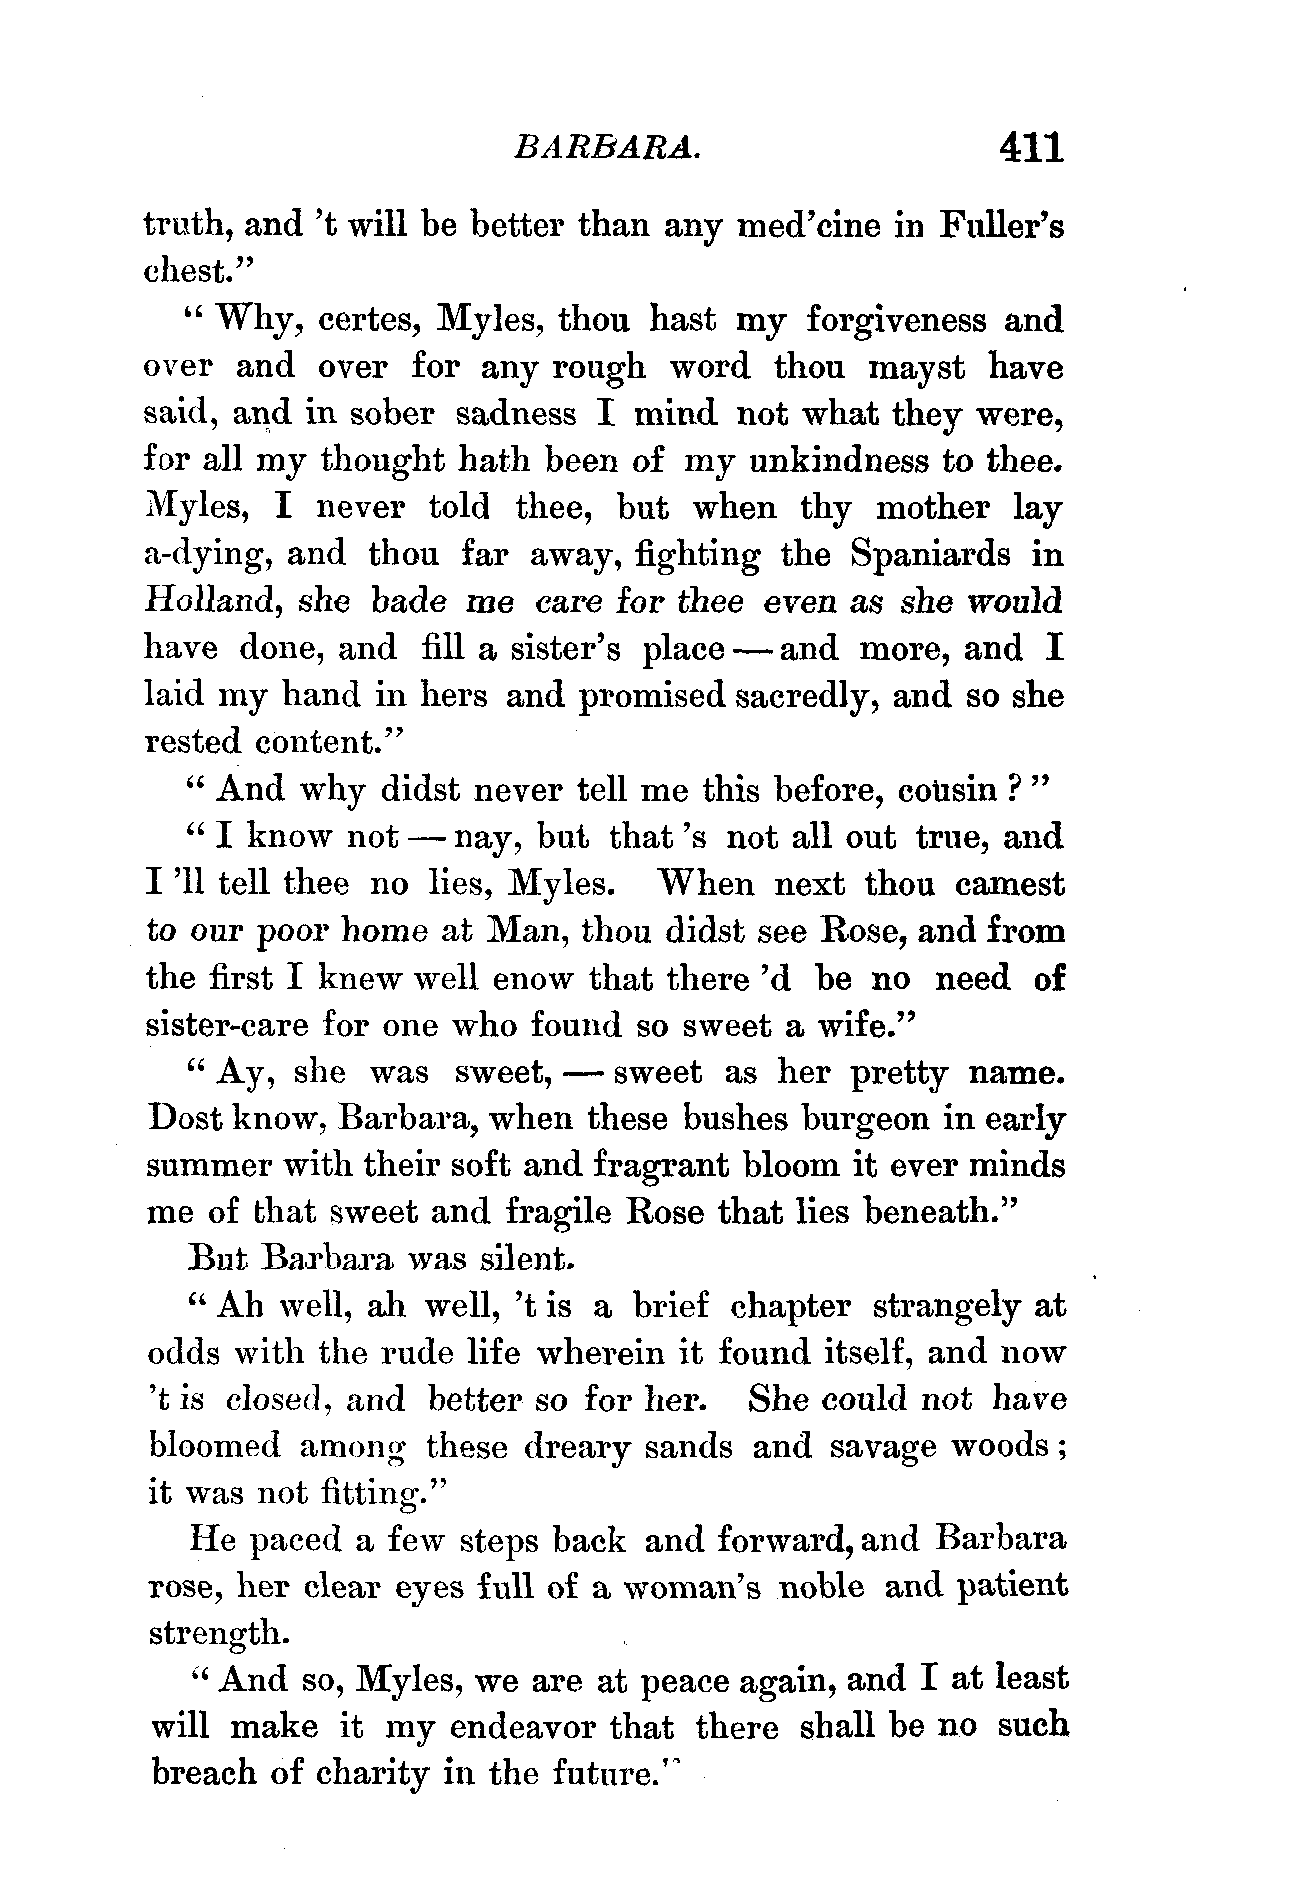 BARBARA. 411
truth, and 't will be better than any med'cine in Fuller's
chest."
" Why, certes, Myles, thou hast my forgiveness and
over and over for any rough word thou mayst have
said, and in sober sadness I mind not what they were,
for all my thought hath been of my unkindness to thee.
Myles, I never told thee, but when thy mother lay
a-dying, and thou far away, fighting the Spaniards in
Holland, she bade me care for thee even as she would
have done, and fill a sister's place — and more, and I
laid my hand in hers and promised sacredly, and so she
rested content."
" And why didst never tell me this before, cousin ? "
" I know not — nay, but that 's not all out true, and
I 'll tell thee no lies, Myles. When next thou camest
to our poor home at Man, thou didst see Rose, and from
the first I knew well enow that there 'd be no need of
sister-care for one who found so sweet a wife."
" Ay, she was sweet, — sweet as her pretty name.
Dost know, Barbara, when these bushes burgeon in early
summer with their soft and fragrant bloom it ever minds
me of that sweet and fragile Rose that lies beneath."
But Barbara was silent.
" Ah well, ah well, 't is a brief chapter strangely at
odds with the rude life wherein it found itself, and now
't is closed, and better so for her. She could not have
bloomed among these dreary sands and savage woods ;
it was not fitting."
He paced a few steps back and forward, and Barbara
rose, her clear eyes full of a woman's noble and patient
strength.
" And so, Myles, we are at peace again, and I at least
will make it my endeavor that there shall be no such
breach of charity in the future."